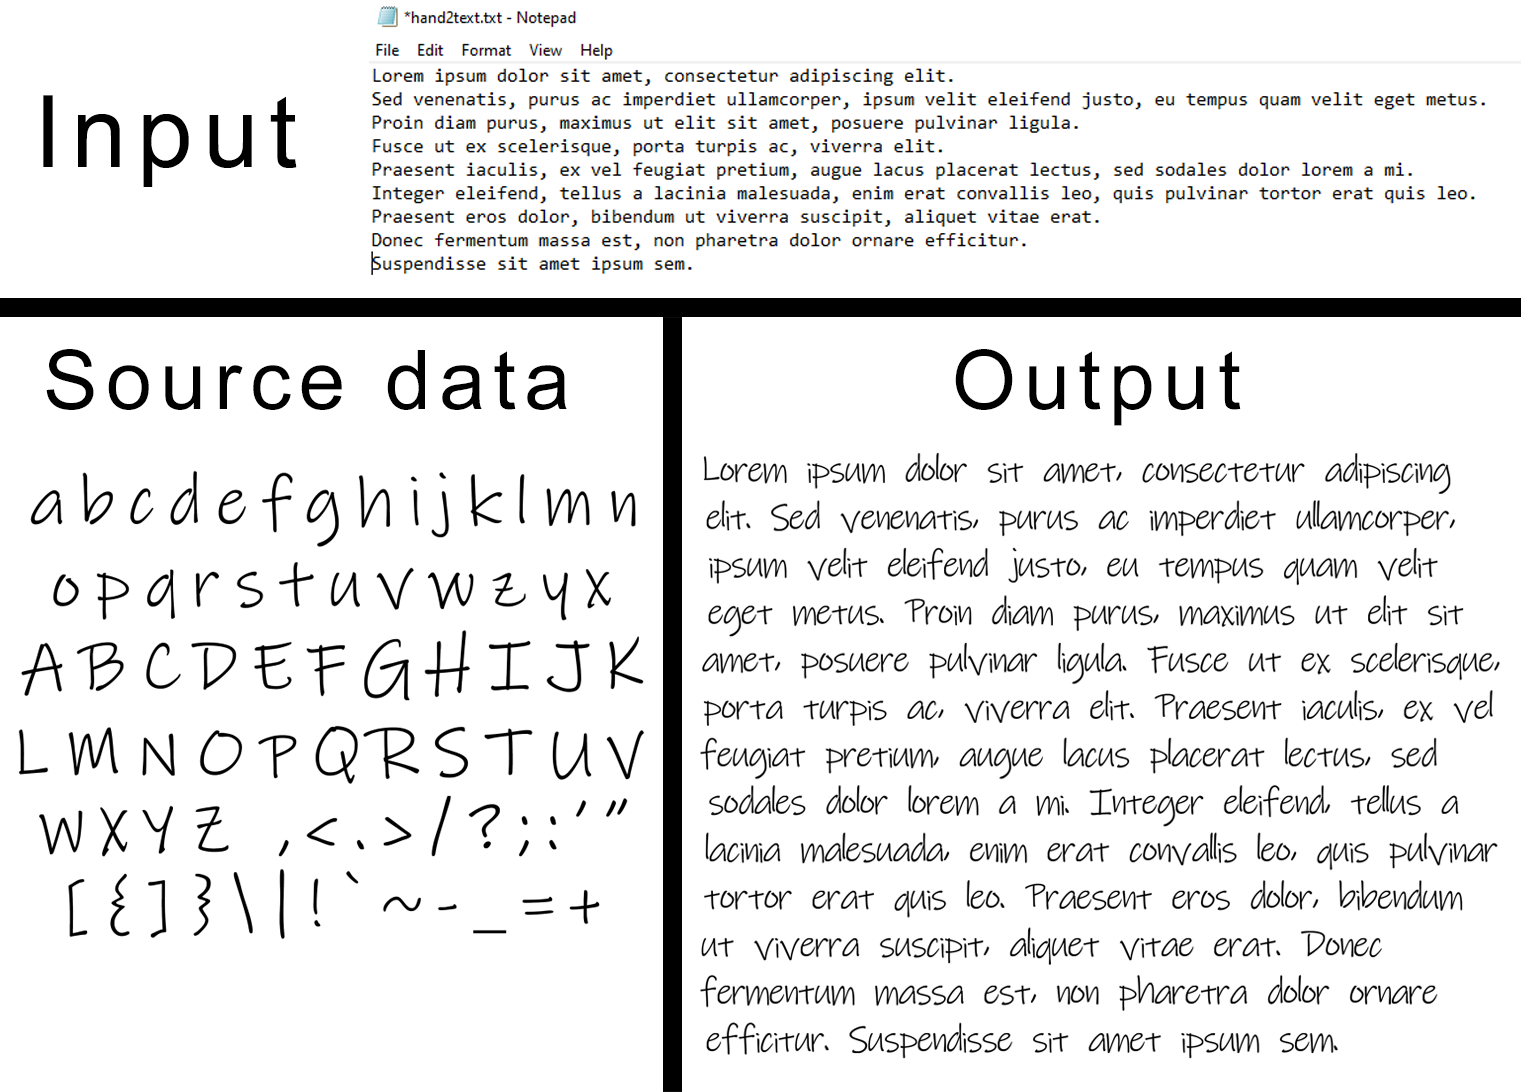 *hand2text.txt - Notepad
File Edit Format View Help
Input
Lorem ipsum dolor sit amet, consectetur adipiscing elit.
Sed venenatis, purus ac imperdiet ullamcorper, ipsum velit eleifend justo, eu tempus quam velit eget metus.
Proin diam purus, maximus ut elit sit amet, posuere pulvinar ligula.
Fusce ut ex scelerisque, porta turpis ac, viverra elit.
Praesent iaculis, ex vel feugiat pretium, augue lacus placerat lectus, sed sodales dolor lorem a mi.
Integer eleifend, tellus a lacinia malesuada, enim erat convallis leo, quis pulvinar tortor erat quis leo.
Praesent eros dolor, bibendum ut viverra suscipit, aliquet vitae erat.
Donec fermentum massa est, non pharetra dolor ornare efficitur.
Suspendisse sit amet ipsum sem.
Source data
a b c d e f g h i j k l m n
o p q r s t u v w z y x
A B C D E F G H I J K
L M N O P Q R S T U V
W X Y Z , < . > / ? ; : ' "
[ { ] } \ | ! ` ~ - _ = +
Output
Lorem ipsum dolor sit amet, consectetur adipiscing
elit. Sed venenatis, purus ac imperdiet ullamcorper,
ipsum velit eleifend justo, eu tempus quam velit
eget metus. Proin diam purus, maximus ut elit sit
amet, posuere pulvinar ligula. Fusce ut ex scelerisque,
porta turpis ac, viverra elit. Praesent iaculis, ex vel
feugiat pretium, augue lacus placerat lectus, sed
sodales dolor lorem a mi. Integer eleifend, tellus a
lacinia malesuada, enim erat convallis leo, quis pulvinar
tortor erat quis leo. Praesent eros dolor, bibendum
ut viverra suscipit, aliquet vitae erat. Donec
fermentum massa est, non pharetra dolor ornare
efficitur. Suspendisse sit amet ipsum sem.